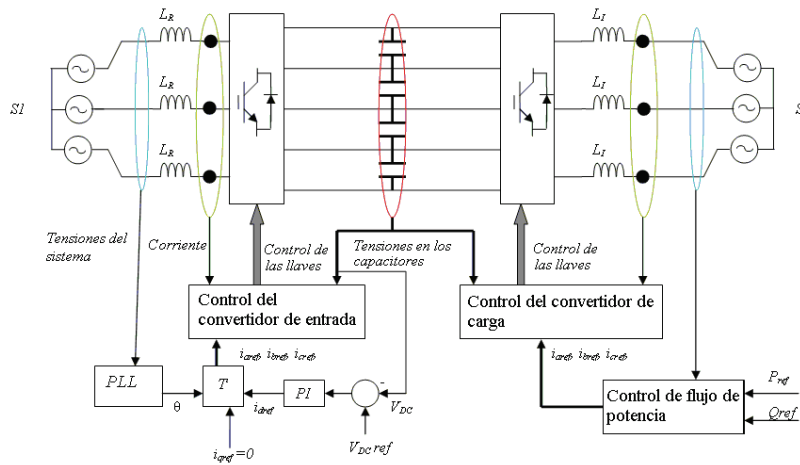 L_R
L_I
S1
L_R
L_I
S
L_R
L_I
Tensiones del
sistema
Corriente
Control de
las llaves
Tensiones en los
capacitores
Control de
las llaves
Control del
convertidor de entrada
Control del convertidor de
carga
i_aref, i_bref, i_cref,
i_aref, i_bref, i_cref,
PLL
θ
T
i_dref
PI
-
V_DC
Control de flujo de
potencia
P_ref
Qref
i_qref=0
V_DC ref